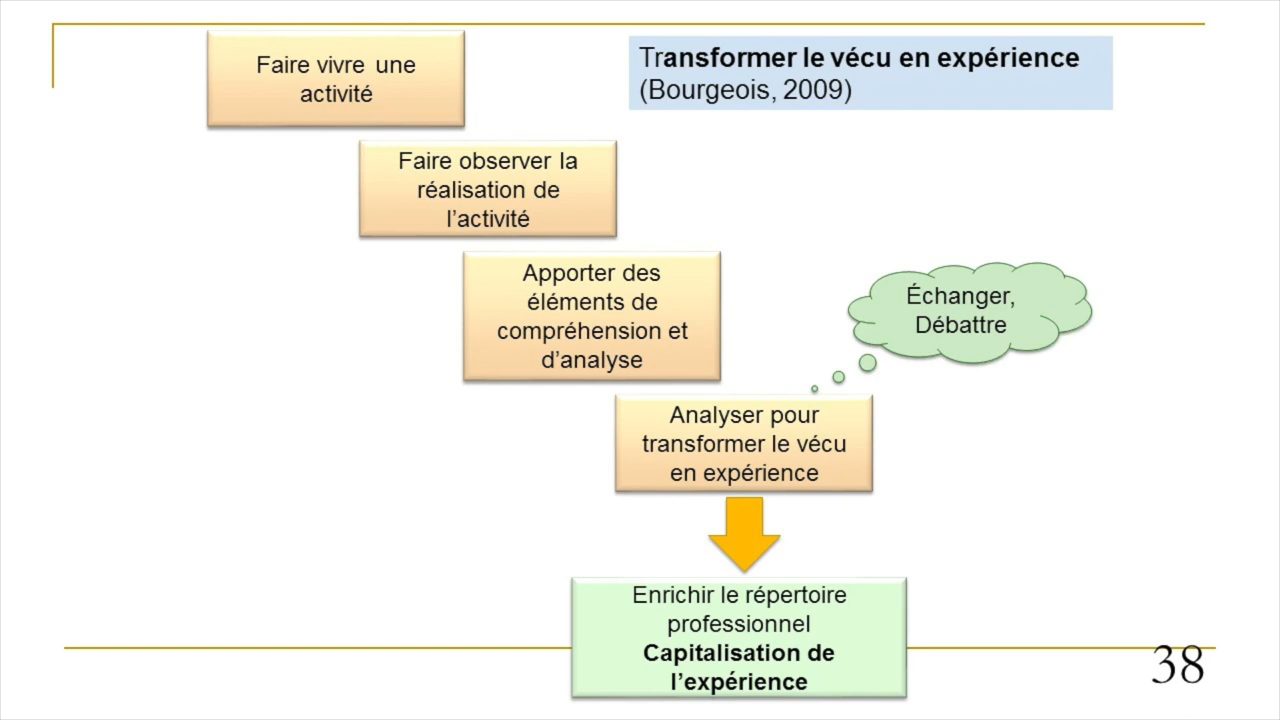 Faire vivre une
activité
Transformer le vécu en expérience
(Bourgeois, 2009)
Faire observer la
réalisation de
l’activité
Apporter des
éléments de
compréhension et
d’analyse
Échanger,
Débattre
Analyser pour
transformer le vécu
en expérience
Enrichir le répertoire
professionnel
Capitalisation de
l’expérience
38